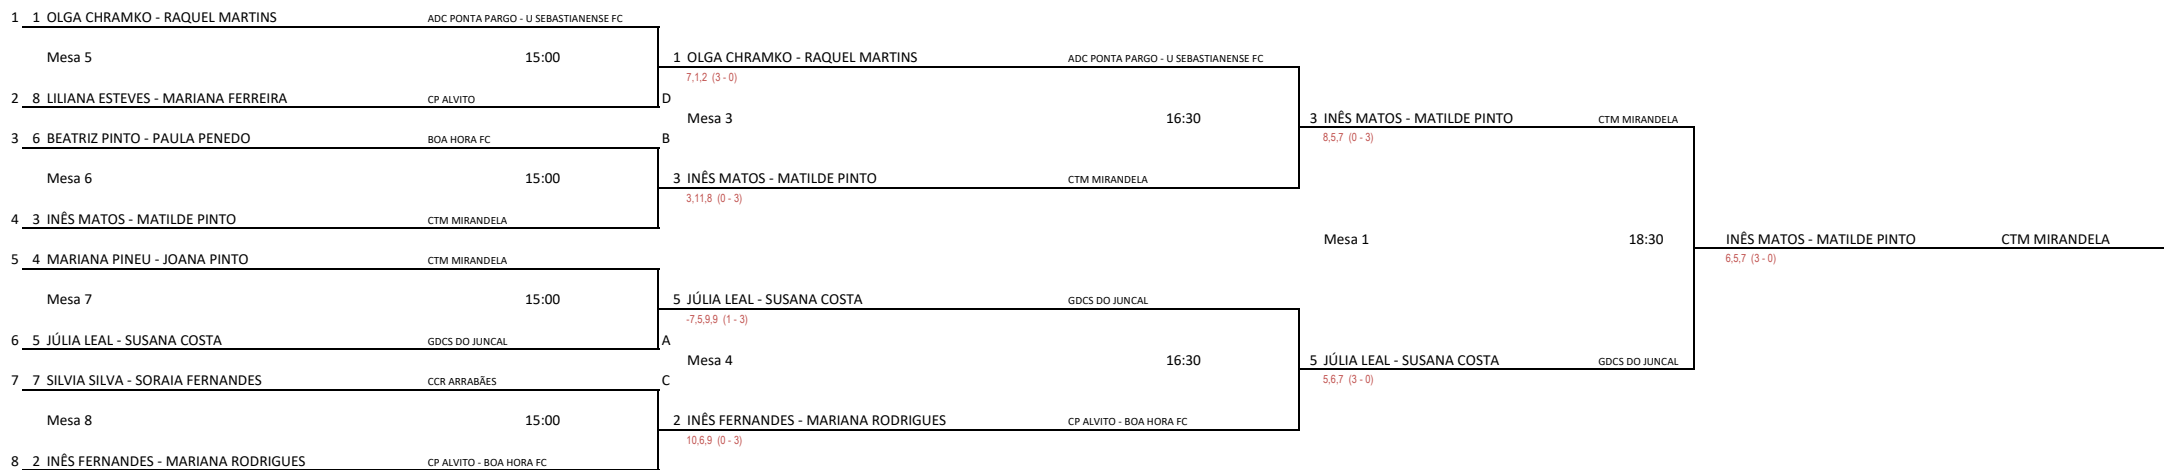 1 1 OLGA CHRAMKO - RAQUEL MARTINS ADC PONTA PARGO - U SEBASTIANENSE FC
Mesa 5 15:00 1 OLGA CHRAMKO - RAQUEL MARTINS ADC PONTA PARGO - U SEBASTIANENSE FC
7,1,2 (3 - 0)
2 8 LILIANA ESTEVES - MARIANA FERREIRA CP ALVITO D
Mesa 3 16:30 3 INÊS MATOS - MATILDE PINTO CTM MIRANDELA
3 6 BEATRIZ PINTO - PAULA PENEDO BOA HORA FC B 8,5,7 (0 - 3)
Mesa 6 15:00 3 INÊS MATOS - MATILDE PINTO CTM MIRANDELA
3,11,8 (0 - 3)
4 3 INÊS MATOS - MATILDE PINTO CTM MIRANDELA
Mesa 1 18:30 INÊS MATOS - MATILDE PINTO CTM MIRANDELA
5 4 MARIANA PINEU - JOANA PINTO CTM MIRANDELA 6,5,7 (3 - 0)
Mesa 7 15:00 5 JÚLIA LEAL - SUSANA COSTA GDCS DO JUNCAL
-7,5,9,9 (1 - 3)
6 5 JÚLIA LEAL - SUSANA COSTA GDCS DO JUNCAL A
Mesa 4 16:30 5 JÚLIA LEAL - SUSANA COSTA GDCS DO JUNCAL
7 7 SILVIA SILVA - SORAIA FERNANDES CCR ARRABÃES C 5,6,7 (3 - 0)
Mesa 8 15:00 2 INÊS FERNANDES - MARIANA RODRIGUES CP ALVITO - BOA HORA FC
10,6,9 (0 - 3)
8 2 INÊS FERNANDES - MARIANA RODRIGUES CP ALVITO - BOA HORA FC